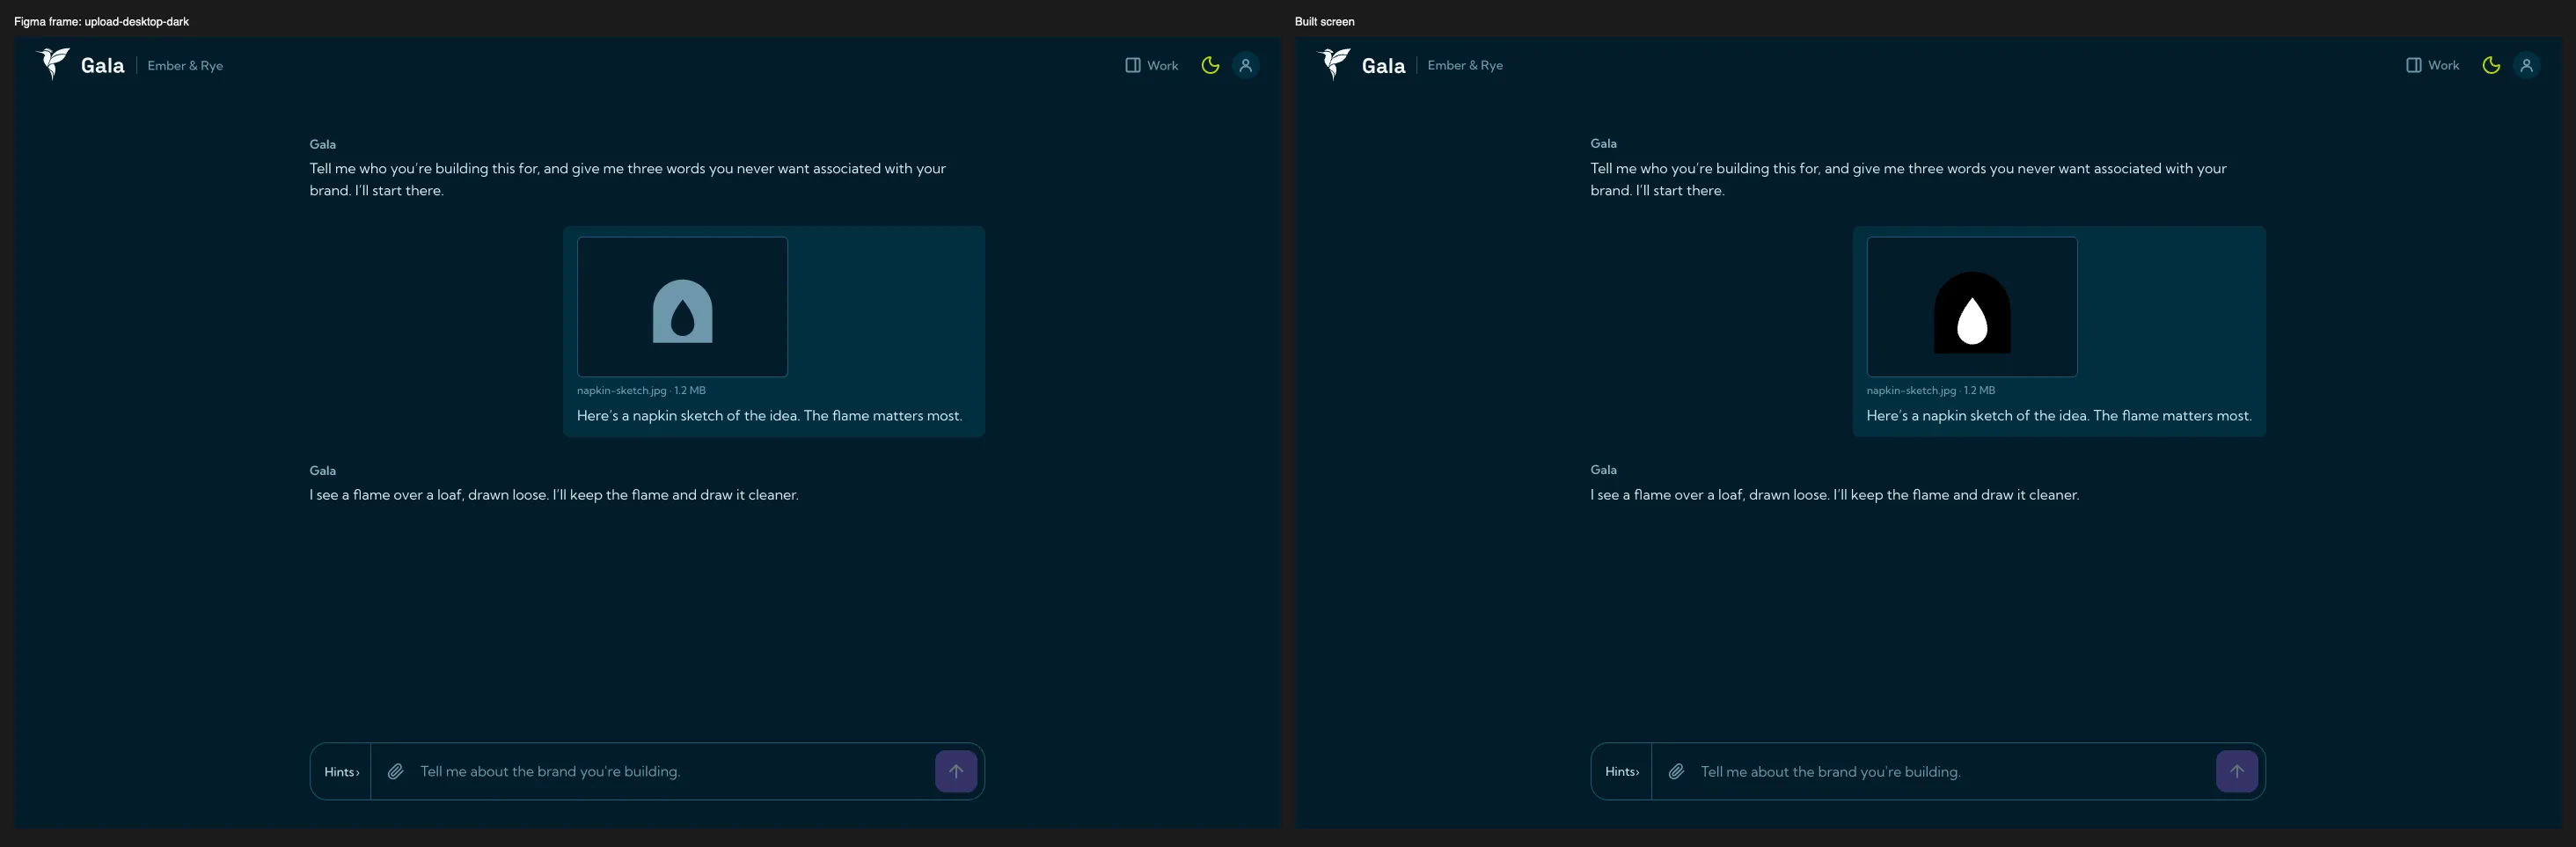 Figma frame: upload-desktop-dark
Gala
Ember & Rye
Work
Gala
Tell me who you’re building this for, and give me three words you never want associated with your
brand. I’ll start there.
napkin-sketch.jpg · 1.2 MB
Here’s a napkin sketch of the idea. The flame matters most.
Gala
I see a flame over a loaf, drawn loose. I’ll keep the flame and draw it cleaner.
Hints›
Tell me about the brand you're building.
Built screen
Gala
Ember & Rye
Work
Gala
Tell me who you’re building this for, and give me three words you never want associated with your
brand. I’ll start there.
napkin-sketch.jpg · 1.2 MB
Here’s a napkin sketch of the idea. The flame matters most.
Gala
I see a flame over a loaf, drawn loose. I’ll keep the flame and draw it cleaner.
Hints›
Tell me about the brand you're building.